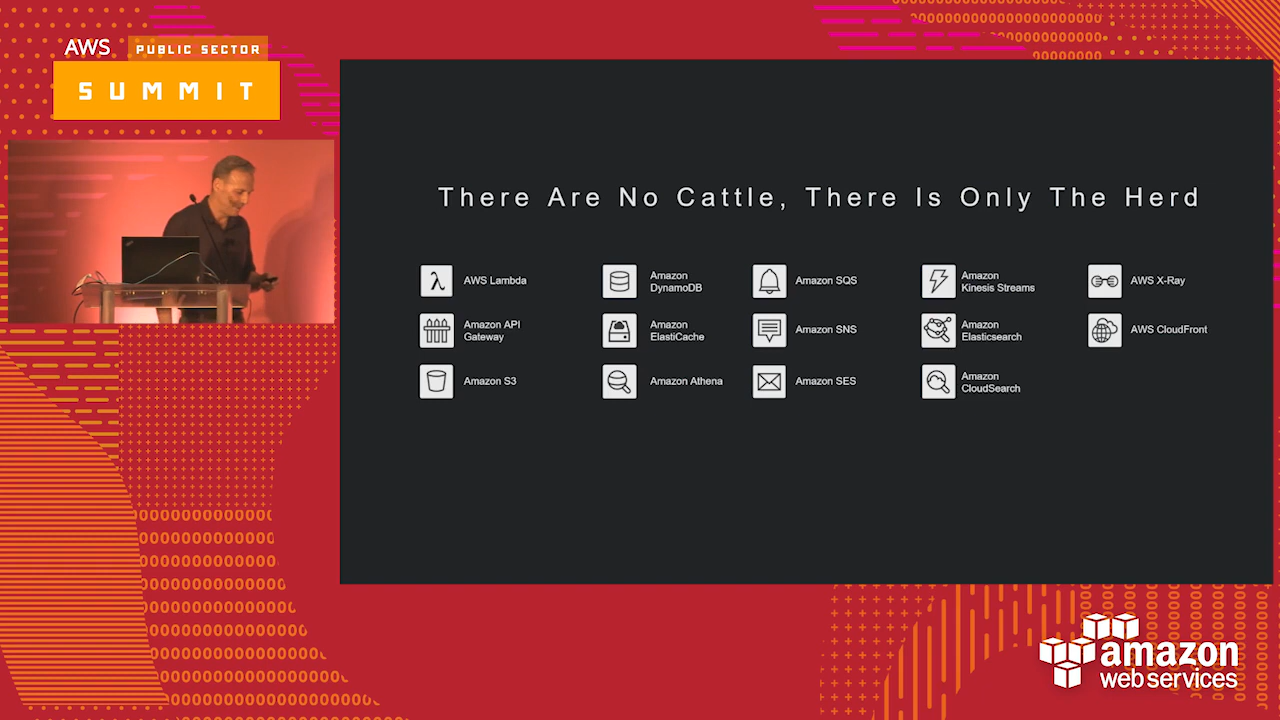 AWS PUBLIC SECTOR
SUMMIT
There Are No Cattle, There Is Only The Herd
AWS Lambda
Amazon
DynamoDB
Amazon SQS
Amazon
Kinesis Streams
AWS X-Ray
Amazon API
Gateway
Amazon
ElastiCache
Amazon SNS
Amazon
Elasticsearch
AWS CloudFront
Amazon S3
Amazon Athena
Amazon SES
Amazon
CloudSearch
amazon
web services